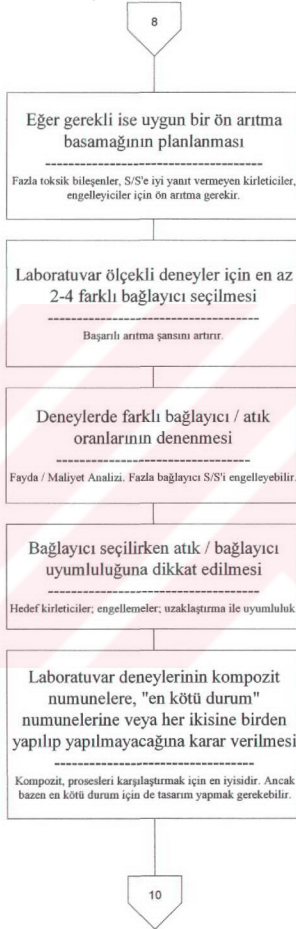 8
Eğer gerekli ise uygun bir ön arıtma
basamağının planlanması
------------------------------------
Fazla toksik bileşenler, S/S'e iyi yanıt vermeyen kirleticiler,
engelleyiciler için ön arıtma gerekir.
Laboratuvar ölçekli deneyler için en az
2-4 farklı bağlayıcı seçilmesi
-----------------------------------
Başarılı arıtma şansını artırır.
Deneylerde farklı bağlayıcı / atık
oranlarının denenmesi
--------------------------------
Fayda / Maliyet Analizi. Fazla bağlayıcı S/S'i engelleyebilir.
Bağlayıcı seçilirken atık / bağlayıcı
uyumluluğuna dikkat edilmesi
-----------------------------------
Hedef kirleticiler; engellemeler; uzaklaştırma ile uyumluluk
Laboratuvar deneylerinin kompozit
numunelere, "en kötü durum"
numunelerine veya her ikisine birden
yapılıp yapılmayacağına karar verilmesi
---------------------------------
Kompozit, prosesleri karşılaştırmak için en iyisidir. Ancak
bazen en kötü durum için de tasarım yapmak gerekebilir.
10